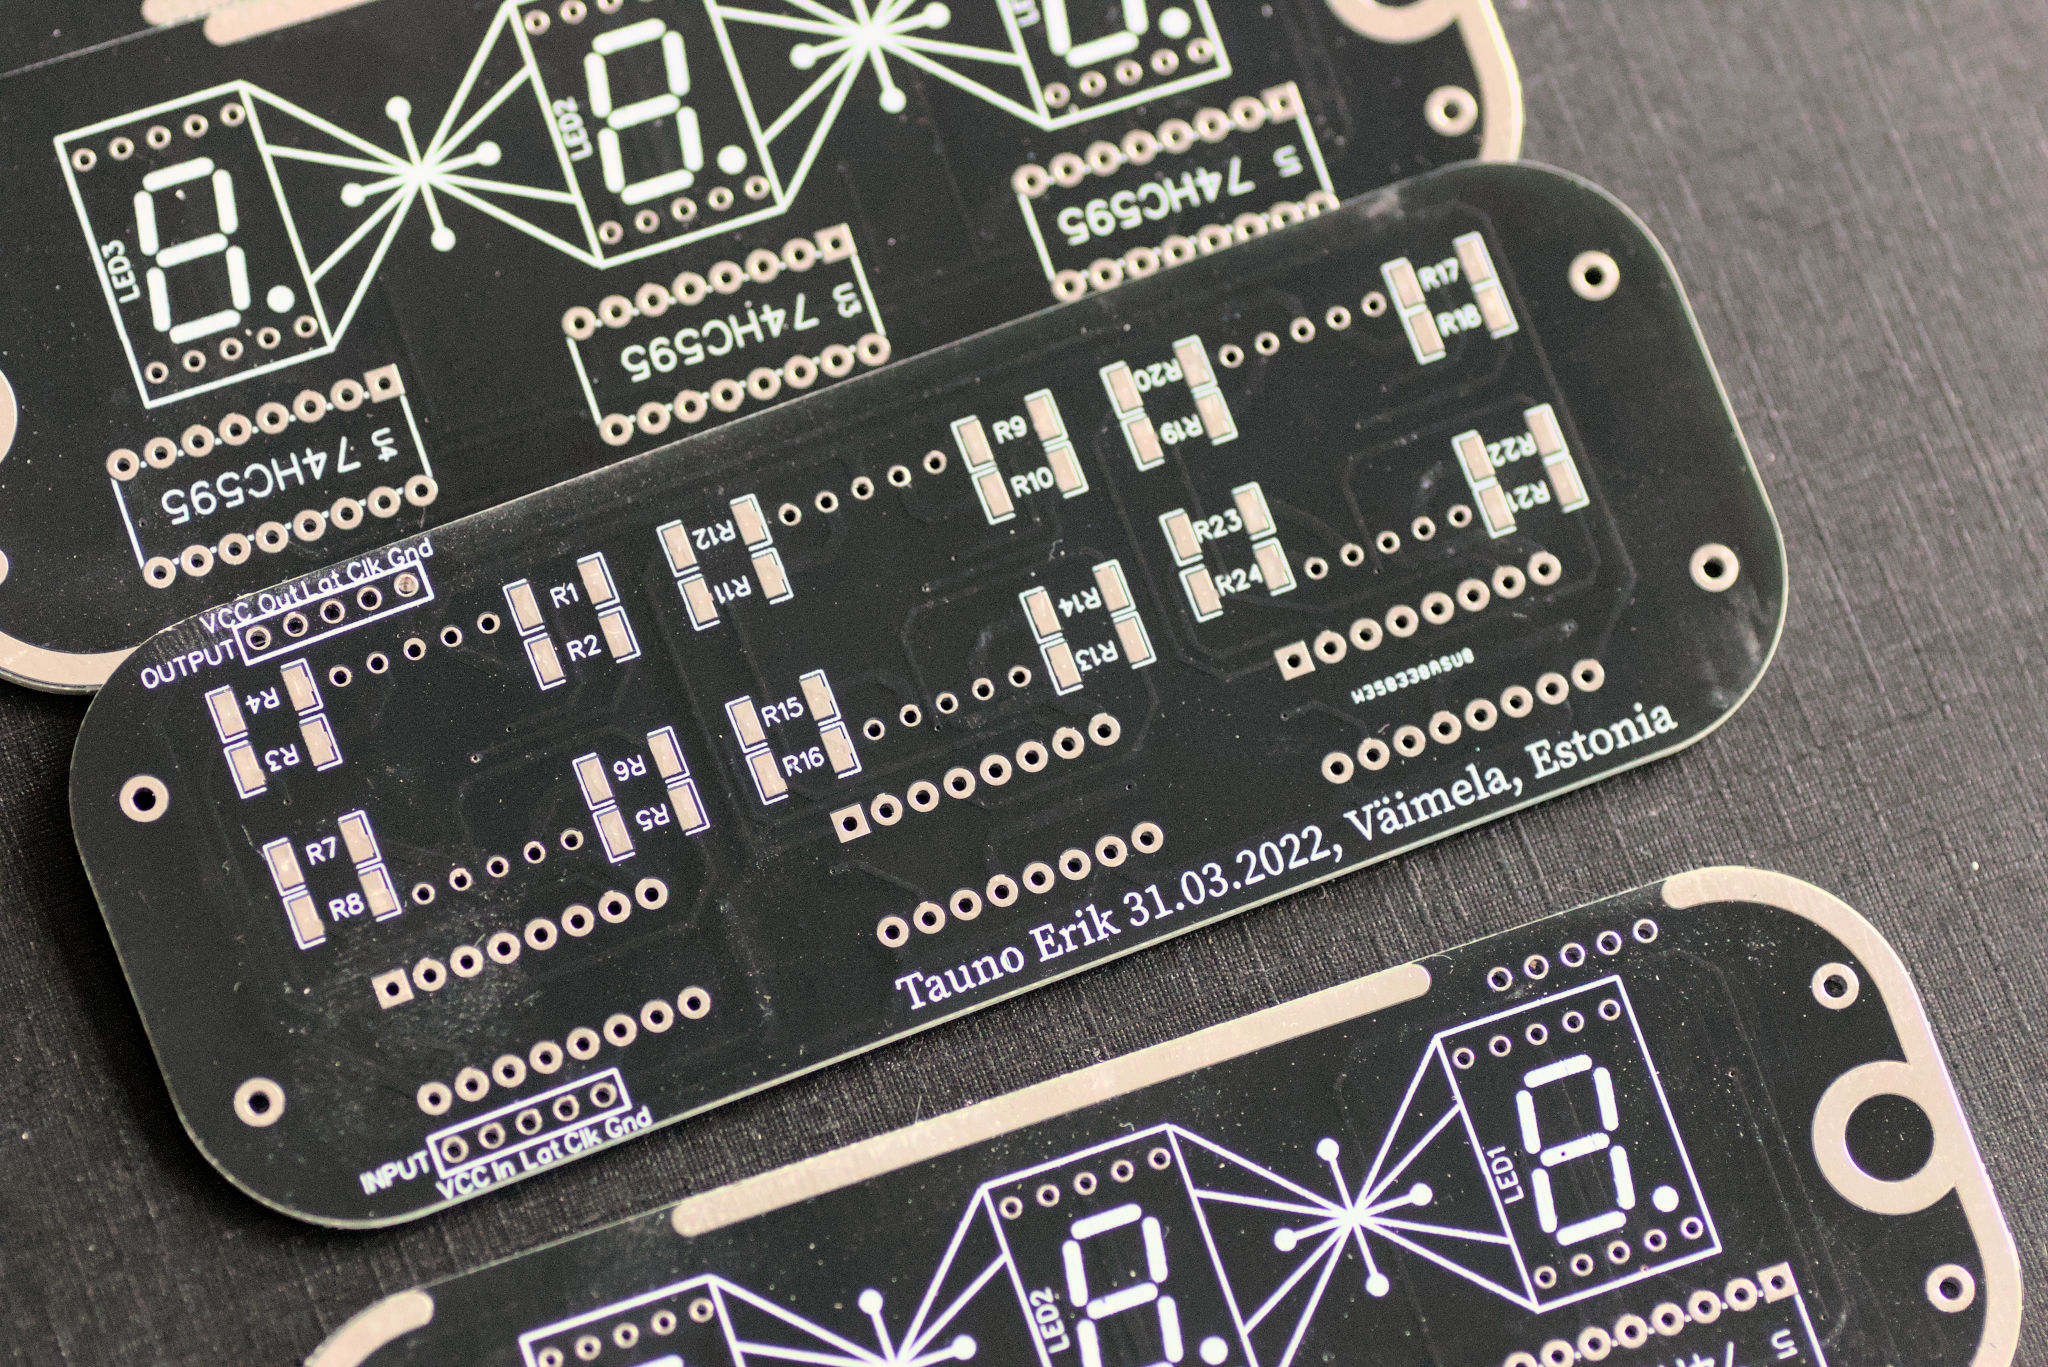 LED2
LED3
U5
74HC595
U3
74HC595
U4
74HC595
VCC Out Lat Clk Gnd
OUTPUT
R17
R18
R20
R19
R9
R10
R12
R11
R1
R2
R4
R3
R22
R21
R23
R24
R14
R13
R15
R16
R6
R5
R7
R8
Tauno Erik 31.03.2022, Väimela, Estonia
INPUT
VCC In Lat Clk Gnd
LED1
LED2